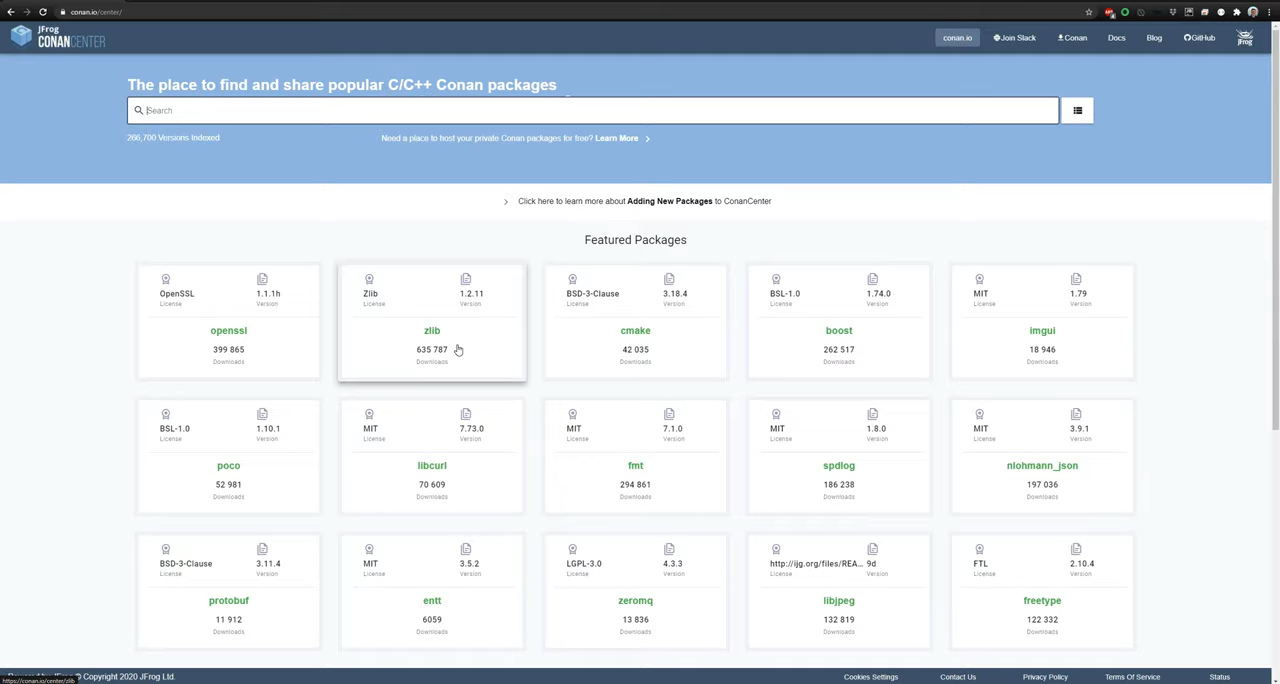 conan.io/center/
JFrog
CONANCENTER
conan.io
Join Slack
Conan
Docs
Blog
GitHub
JFrog
The place to find and share popular C/C++ Conan packages
Search
266,700 Versions Indexed
Need a place to host your private Conan packages for free? Learn More
Click here to learn more about Adding New Packages to ConanCenter
Featured Packages
OpenSSL 1.1.1h
License Version
openssl
399 865
Downloads
Zlib 1.2.11
License Version
zlib
635 787
Downloads
BSD-3-Clause 3.18.4
License Version
cmake
42 035
Downloads
BSL-1.0 1.74.0
License Version
boost
262 517
Downloads
MIT 1.79
License Version
imgui
18 946
Downloads
BSL-1.0 1.10.1
License Version
poco
52 981
Downloads
MIT 7.73.0
License Version
libcurl
70 609
Downloads
MIT 7.1.0
License Version
fmt
294 861
Downloads
MIT 1.8.0
License Version
spdlog
186 238
Downloads
MIT 3.9.1
License Version
nlohmann_json
197 036
Downloads
BSD-3-Clause 3.11.4
License Version
protobuf
11 912
Downloads
MIT 3.5.2
License Version
entt
6059
Downloads
LGPL-3.0 4.3.3
License Version
zeromq
13 836
Downloads
http://ijg.org/files/REA... 9d
License Version
libjpeg
132 819
Downloads
FTL 2.10.4
License Version
freetype
122 332
Downloads
© Copyright 2020 JFrog Ltd.
Cookies Settings
Contact Us
Privacy Policy
Terms Of Service
Status
https://conan.io/center/zlib